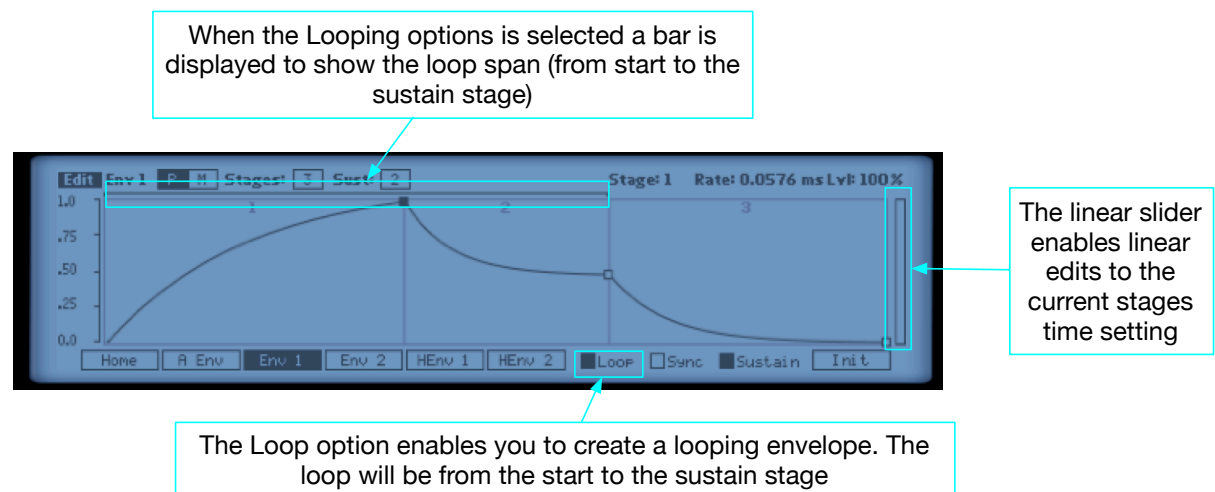 When the Looping options is selected a bar is
displayed to show the loop span (from start to the
sustain stage)
Edit Env 1 P M Stages: 3 Sust: 2 Stage: 1 Rate: 0.0576 ms Lvl: 100%
1.0 1 2 3
.75
.50
.25
0.0
Home A Env Env 1 Env 2 HEnv 1 HEnv 2 Loop Sync Sustain Init
The linear slider
enables linear
edits to the
current stages
time setting
The Loop option enables you to create a looping envelope. The
loop will be from the start to the sustain stage